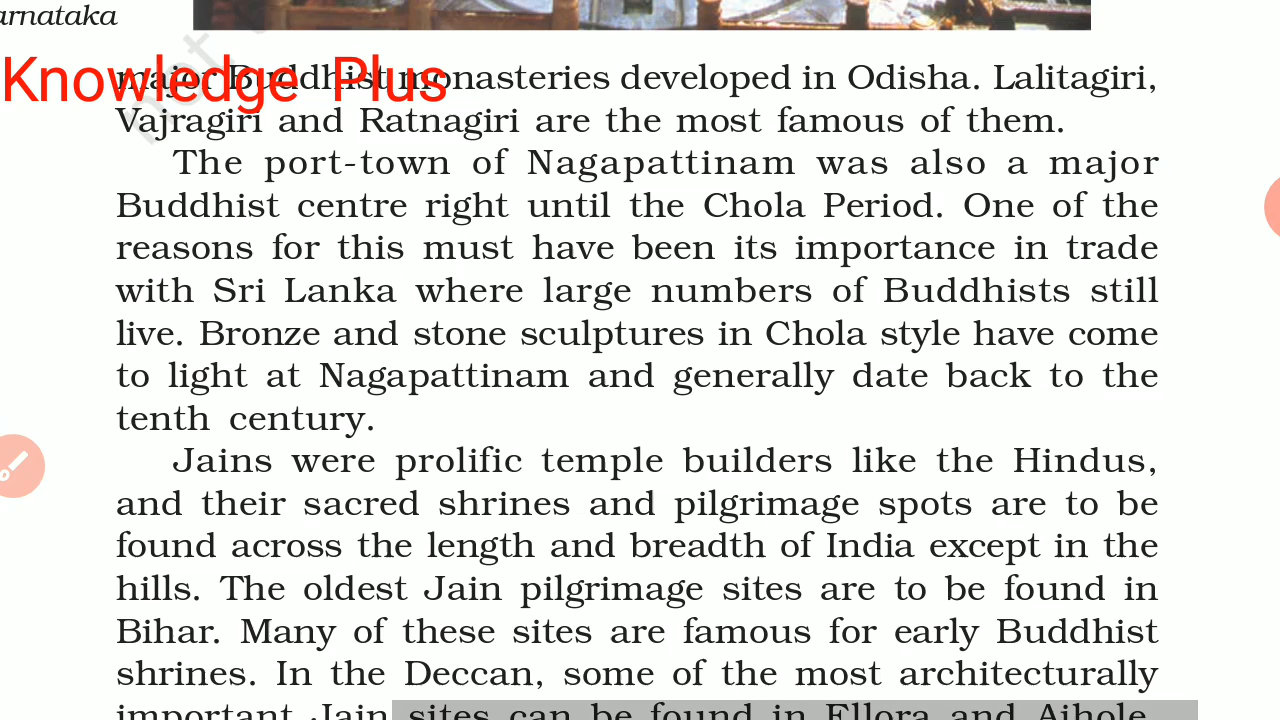 arnataka
Knowledge Plus
major Buddhist monasteries developed in Odisha. Lalitagiri,
Vajragiri and Ratnagiri are the most famous of them.
The port-town of Nagapattinam was also a major
Buddhist centre right until the Chola Period. One of the
reasons for this must have been its importance in trade
with Sri Lanka where large numbers of Buddhists still
live. Bronze and stone sculptures in Chola style have come
to light at Nagapattinam and generally date back to the
tenth century.
Jains were prolific temple builders like the Hindus,
and their sacred shrines and pilgrimage spots are to be
found across the length and breadth of India except in the
hills. The oldest Jain pilgrimage sites are to be found in
Bihar. Many of these sites are famous for early Buddhist
shrines. In the Deccan, some of the most architecturally
important Jain sites can be found in Ellora and Aihole.
not